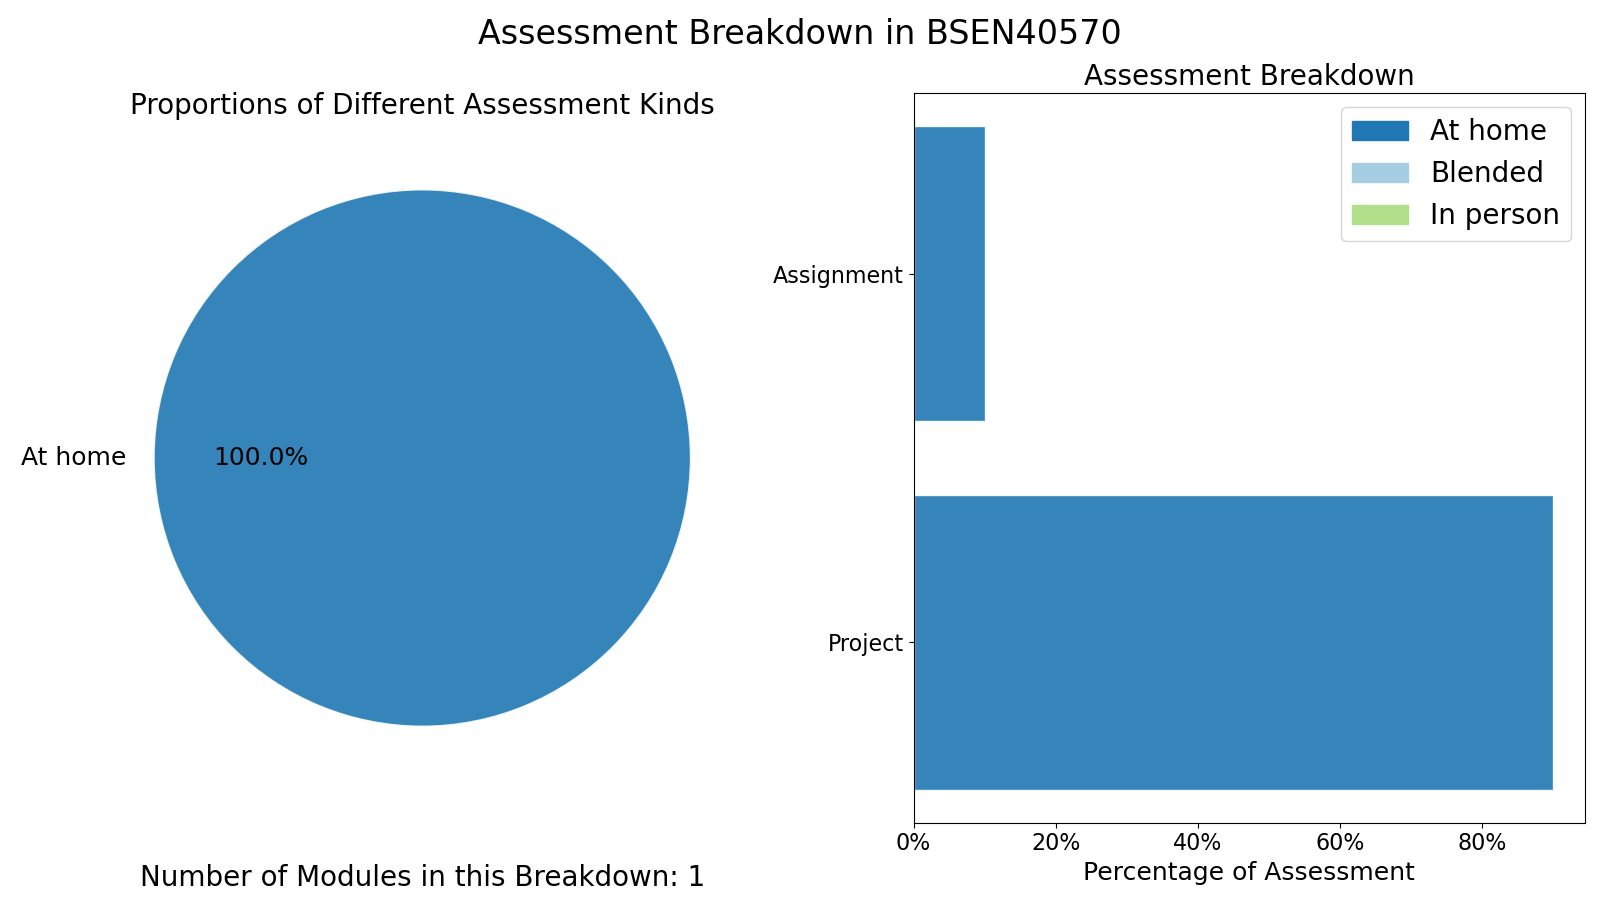 Assessment Breakdown in BSEN40570
Proportions of Different Assessment Kinds
At home
100.0%
Number of Modules in this Breakdown: 1
Assessment Breakdown
At home
Blended
In person
Assignment
Project
0% 20% 40% 60% 80%
Percentage of Assessment